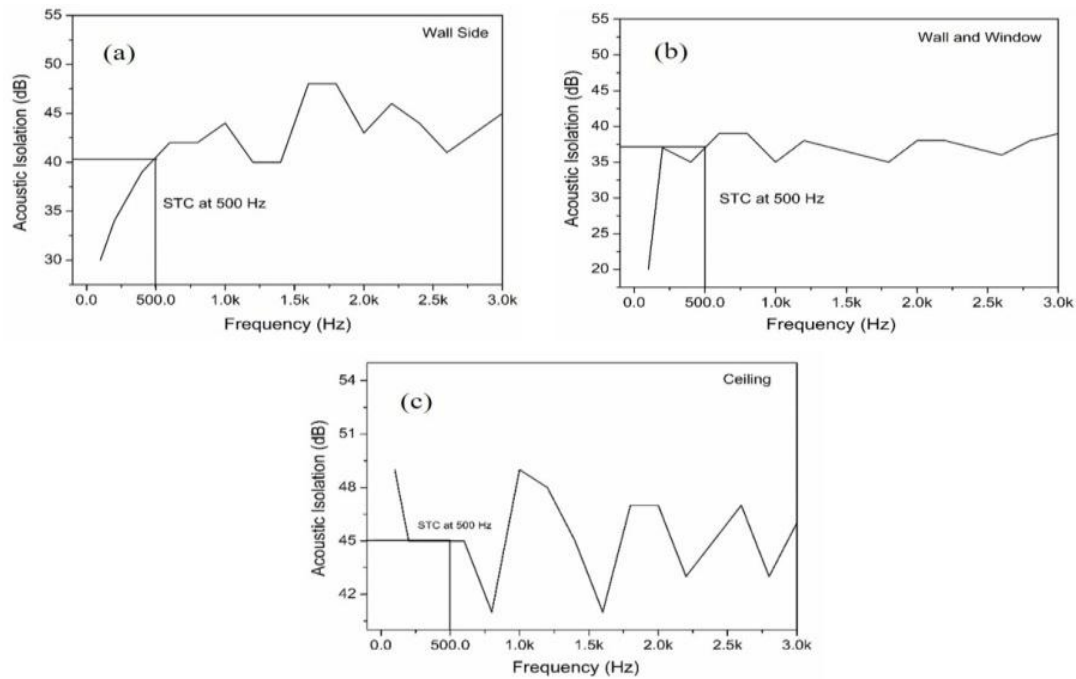 (a)
Wall Side
55
50
45
40
35
30
Acoustic Isolation (dB)
STC at 500 Hz
0.0 500.0 1.0k 1.5k 2.0k 2.5k 3.0k
Frequency (Hz)
(b)
Wall and Window
55
50
45
40
35
30
25
20
Acoustic Isolation (dB)
STC at 500 Hz
0.0 500.0 1.0k 1.5k 2.0k 2.5k 3.0k
Frequency (Hz)
(c)
Ceiling
54
51
48
45
42
Acoustic Isolation (dB)
STC at 500 Hz
0.0 500.0 1.0k 1.5k 2.0k 2.5k 3.0k
Frequency (Hz)